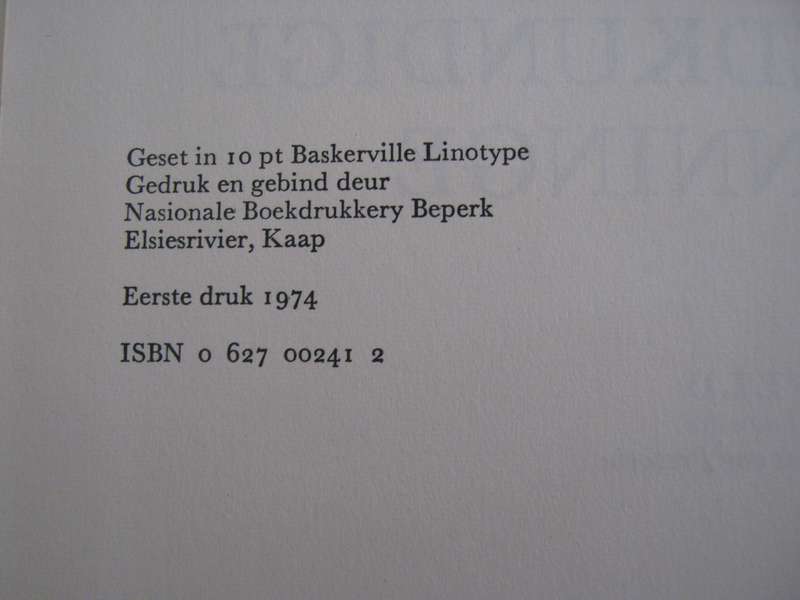 Geset in 10 pt Baskerville Linotype
Gedruk en gebind deur
Nasionale Boekdrukkery Beperk
Elsiesrivier, Kaap
Eerste druk 1974
ISBN 0 627 00241 2